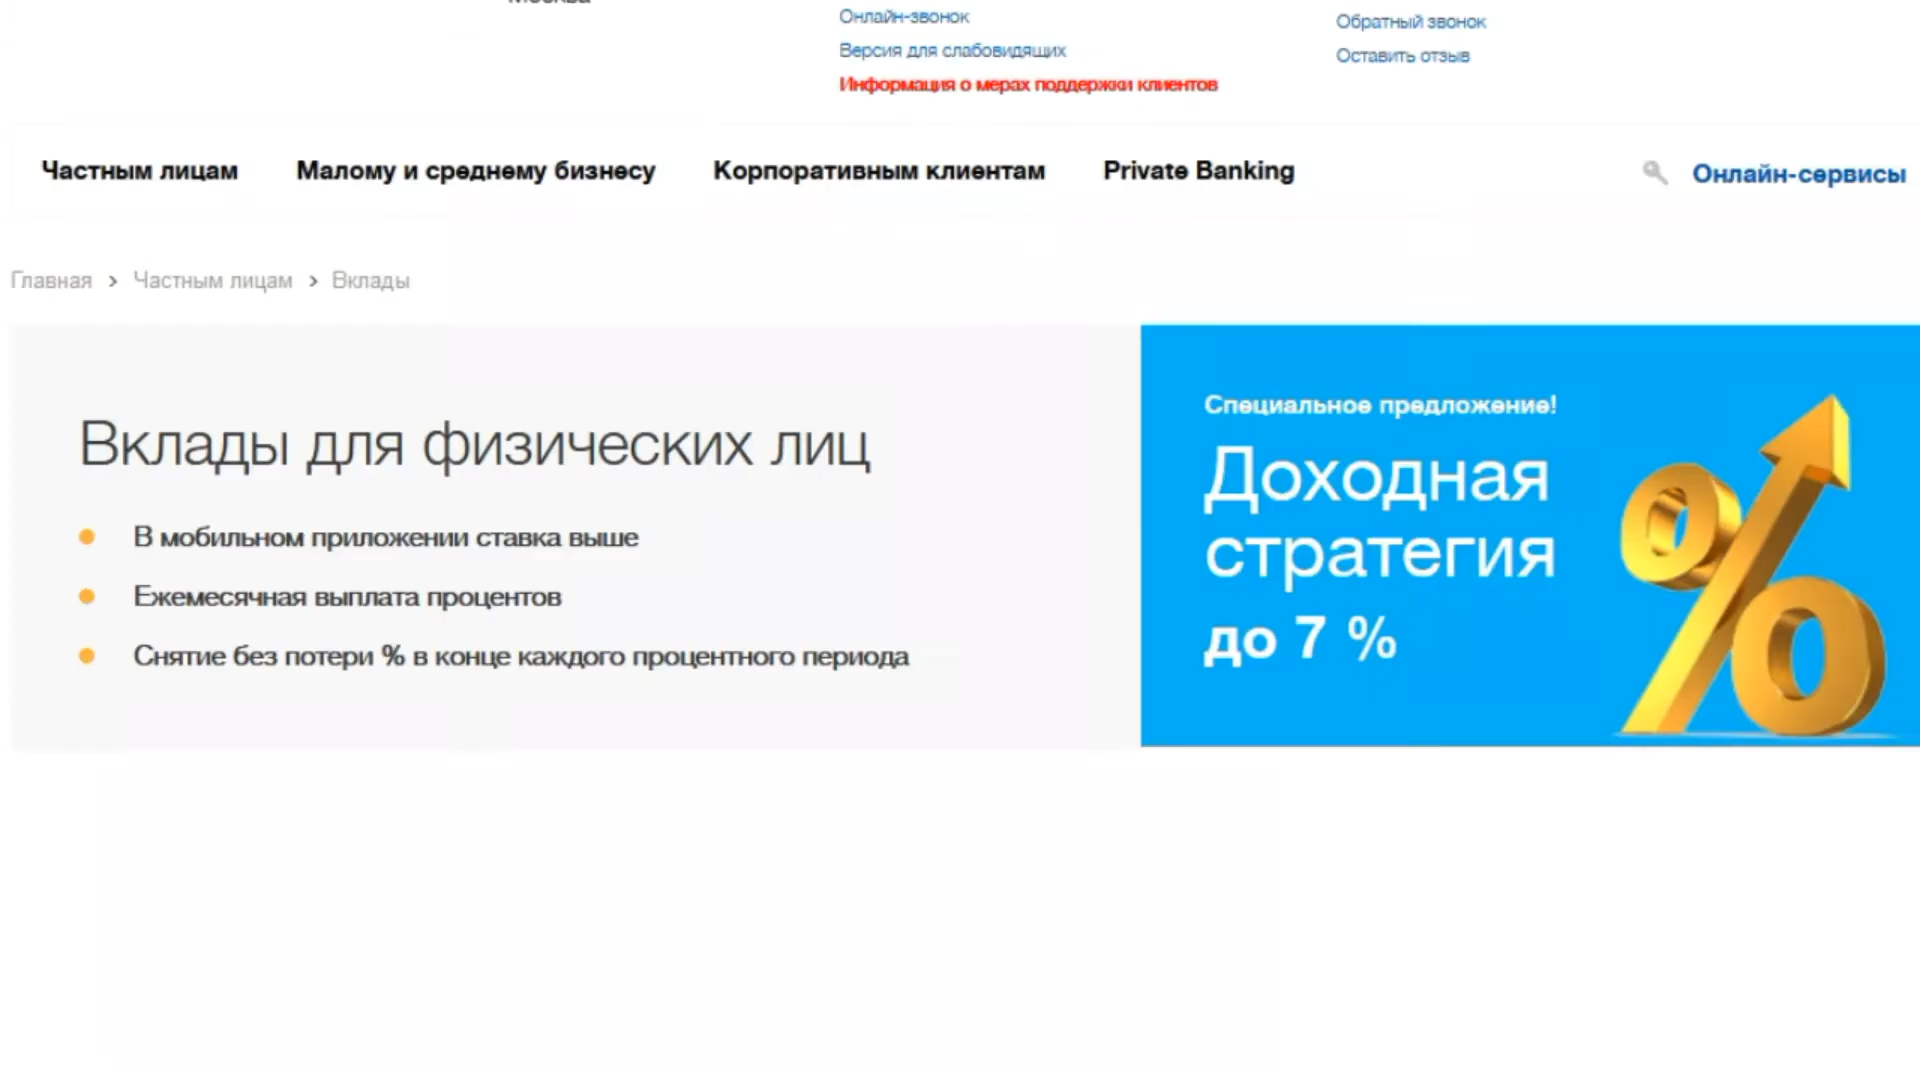 Онлайн-звонок
Обратный звонок
Версия для слабовидящих
Оставить отзыв
Информация о мерах поддержки клиентов
Частным лицам Малому и среднему бизнесу Корпоративным клиентам Private Banking Онлайн-сервисы
Главная > Частным лицам > Вклады
Вклады для физических лиц
В мобильном приложении ставка выше
Ежемесячная выплата процентов
Снятие без потери % в конце каждого процентного периода
Специальное предложение!
Доходная
стратегия
до 7 %